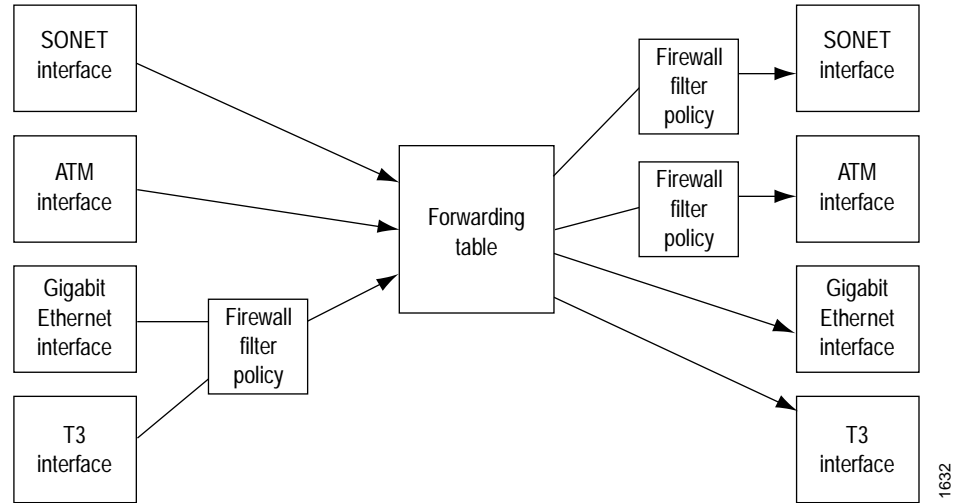 SONET
interface
ATM
interface
Gigabit
Ethernet
interface
T3
interface
Firewall
filter
policy
Forwarding
table
Firewall
filter
policy
Firewall
filter
policy
SONET
interface
ATM
interface
Gigabit
Ethernet
interface
T3
interface
1632